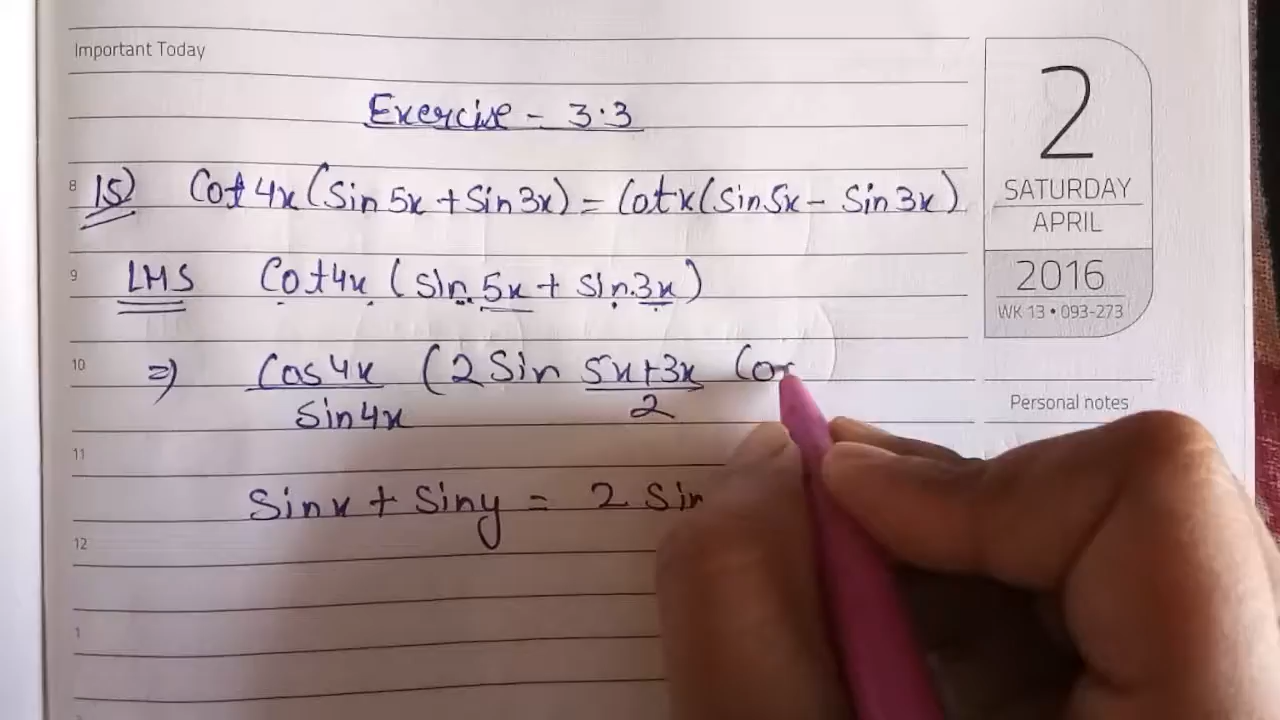 Important Today
Exercise - 3.3
8 15) Cot 4x (Sin 5x + Sin 3x) = Cot x (Sin 5x - Sin 3x)
9 LHS Cot 4x (Sin 5x + Sin 3x)
10 => Cos 4x / Sin 4x (2 Sin 5x+3x / 2 Cos
11
Sin x + Sin y = 2 Sin
12
1
2
SATURDAY
APRIL
2016
WK 13 • 093-273
Personal notes